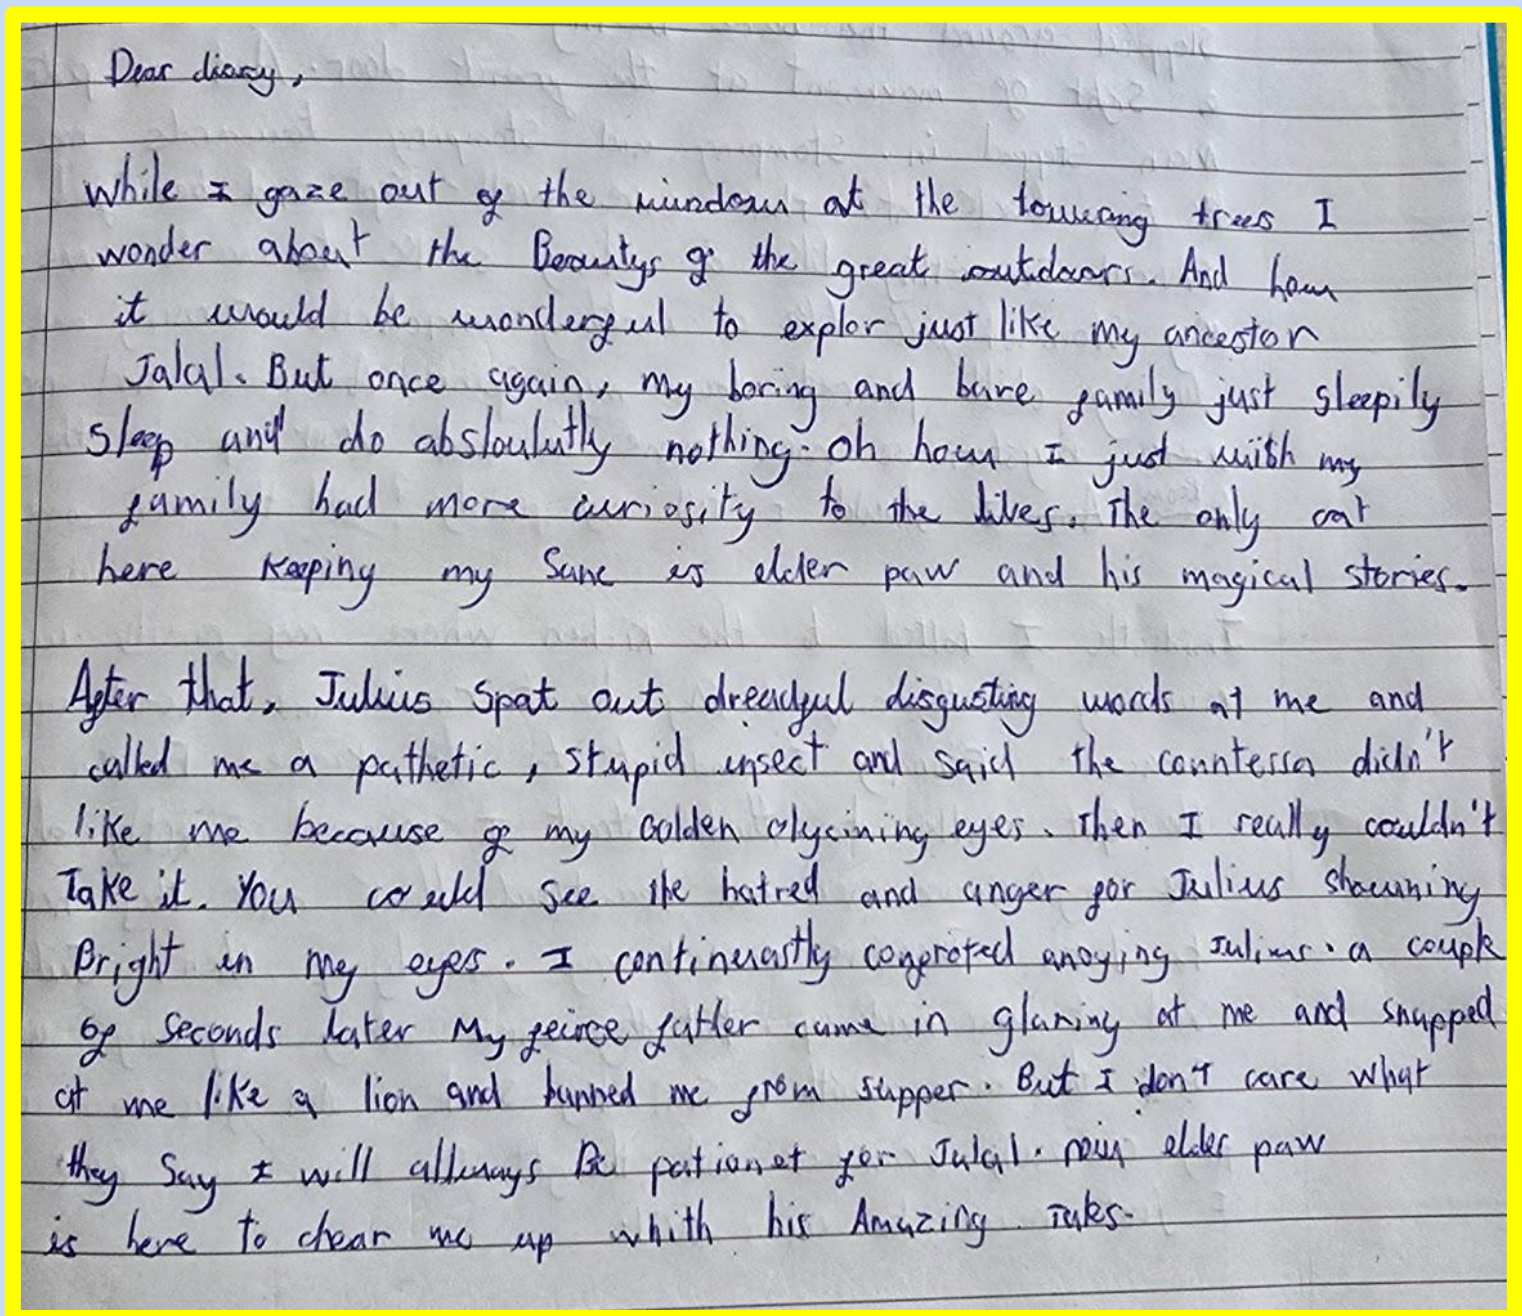 Dear diary,
While I gaze out of the window at the towering trees I
wonder about the Beautys of the great outdoors. And how
it would be wonderful to explor just like my ancestor
Jalal. But once again, my boring and bare family just sleepily
sleep and do absloulutly nothing. Oh how I just wish my
family had more curiosity to the lives. The only cat
here Keeping my Sane is elder paw and his magical stories.
After that, Julius Spat out dreadful disgusting words at me and
called me a pathetic, stupid insect and said the conntessa didn't
like me because of my Golden glycining eyes. Then I really couldn't
Take it. You could see the hatred and anger for Julius showning
Bright in my eyes. I continuastly confroted anoying Julius. a couple
of seconds later My feirce father came in glaring at me and snapped
at me like a lion and banned me from supper. But I don't care what
they say I will allways Be pationet for Jalal. now elder paw
is here to chear me up whith his Amazing Tales.